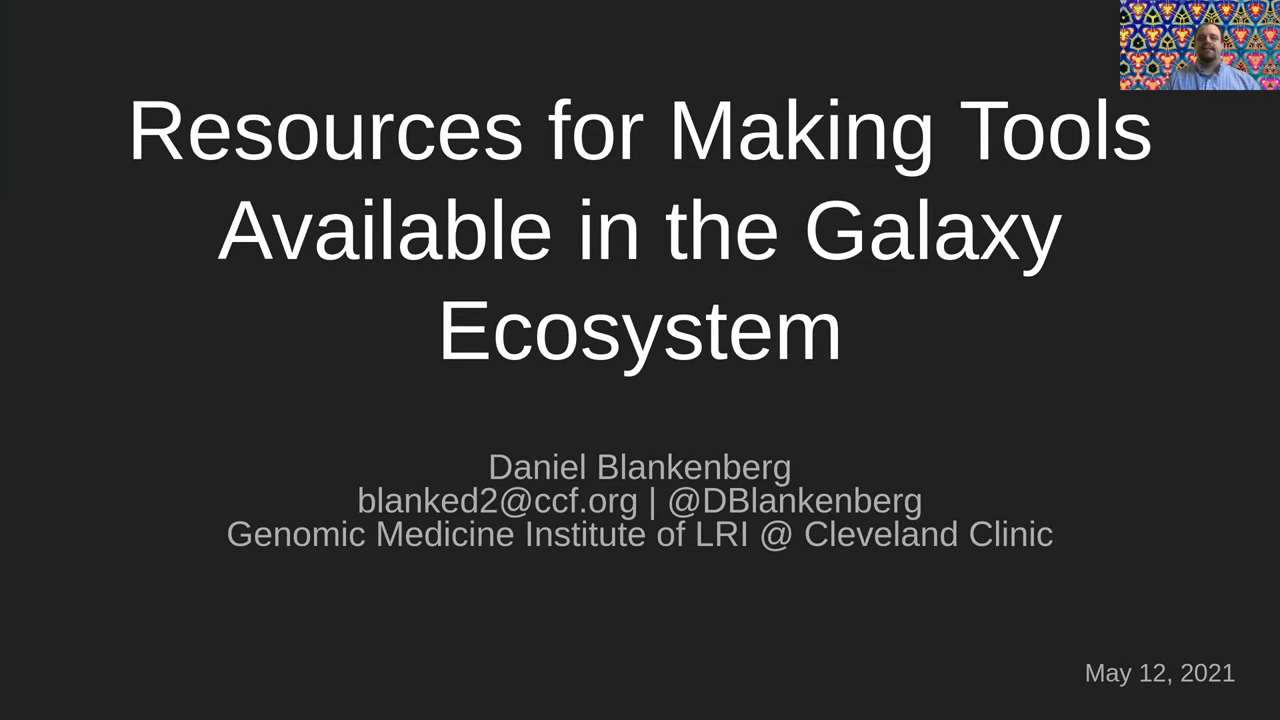 Resources for Making Tools
Available in the Galaxy
Ecosystem
Daniel Blankenberg
blanked2@ccf.org | @DBlankenberg
Genomic Medicine Institute of LRI @ Cleveland Clinic
May 12, 2021